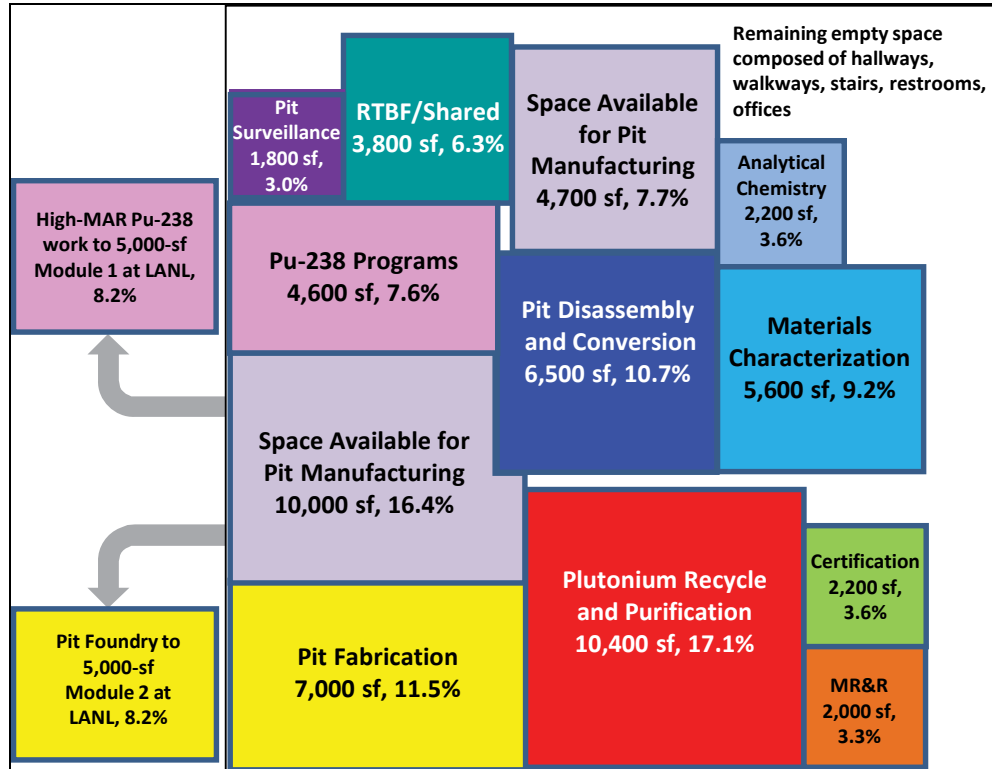 Remaining empty space
composed of hallways,
walkways, stairs, restrooms,
offices
Pit
Surveillance
1,800 sf,
3.0%
RTBF/Shared
3,800 sf, 6.3%
Space Available
for Pit
Manufacturing
4,700 sf, 7.7%
Analytical
Chemistry
2,200 sf,
3.6%
High-MAR Pu-238
work to 5,000-sf
Module 1 at LANL,
8.2%
Pu-238 Programs
4,600 sf, 7.6%
Pit Disassembly
and Conversion
6,500 sf, 10.7%
Materials
Characterization
5,600 sf, 9.2%
Space Available for
Pit Manufacturing
10,000 sf, 16.4%
Plutonium Recycle
and Purification
10,400 sf, 17.1%
Certification
2,200 sf,
3.6%
Pit Foundry to
5,000-sf
Module 2 at
LANL, 8.2%
Pit Fabrication
7,000 sf, 11.5%
MR&R
2,000 sf,
3.3%